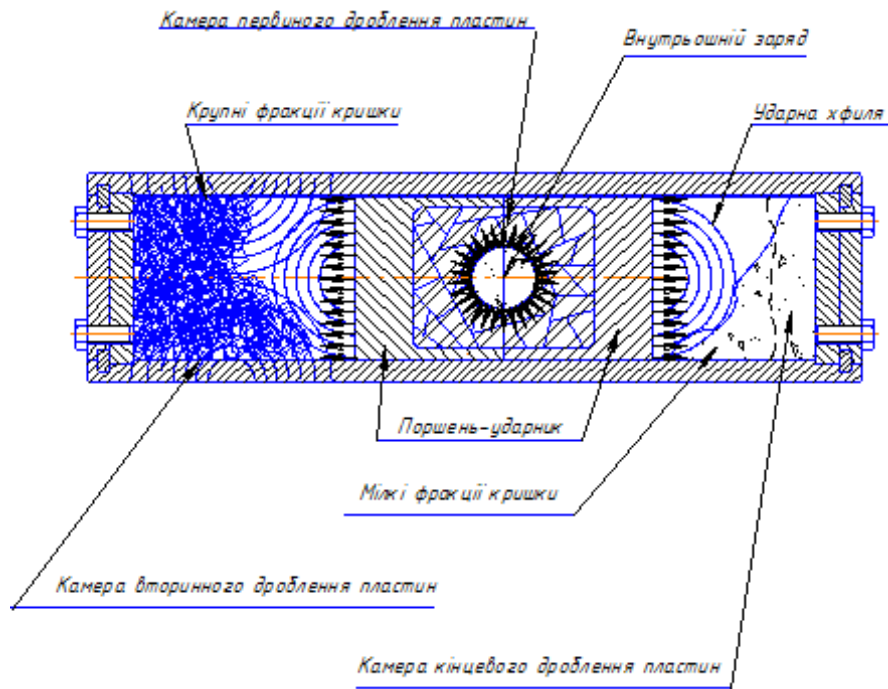 Камера первиного дроблення пластин
Внутрьошній заряд
Крупні фракції кришки
Ударна хфиля
Поршень-ударник
Мілкі фракції кришки
Камера вторинного дроблення пластин
Камера кінцевого дроблення пластин